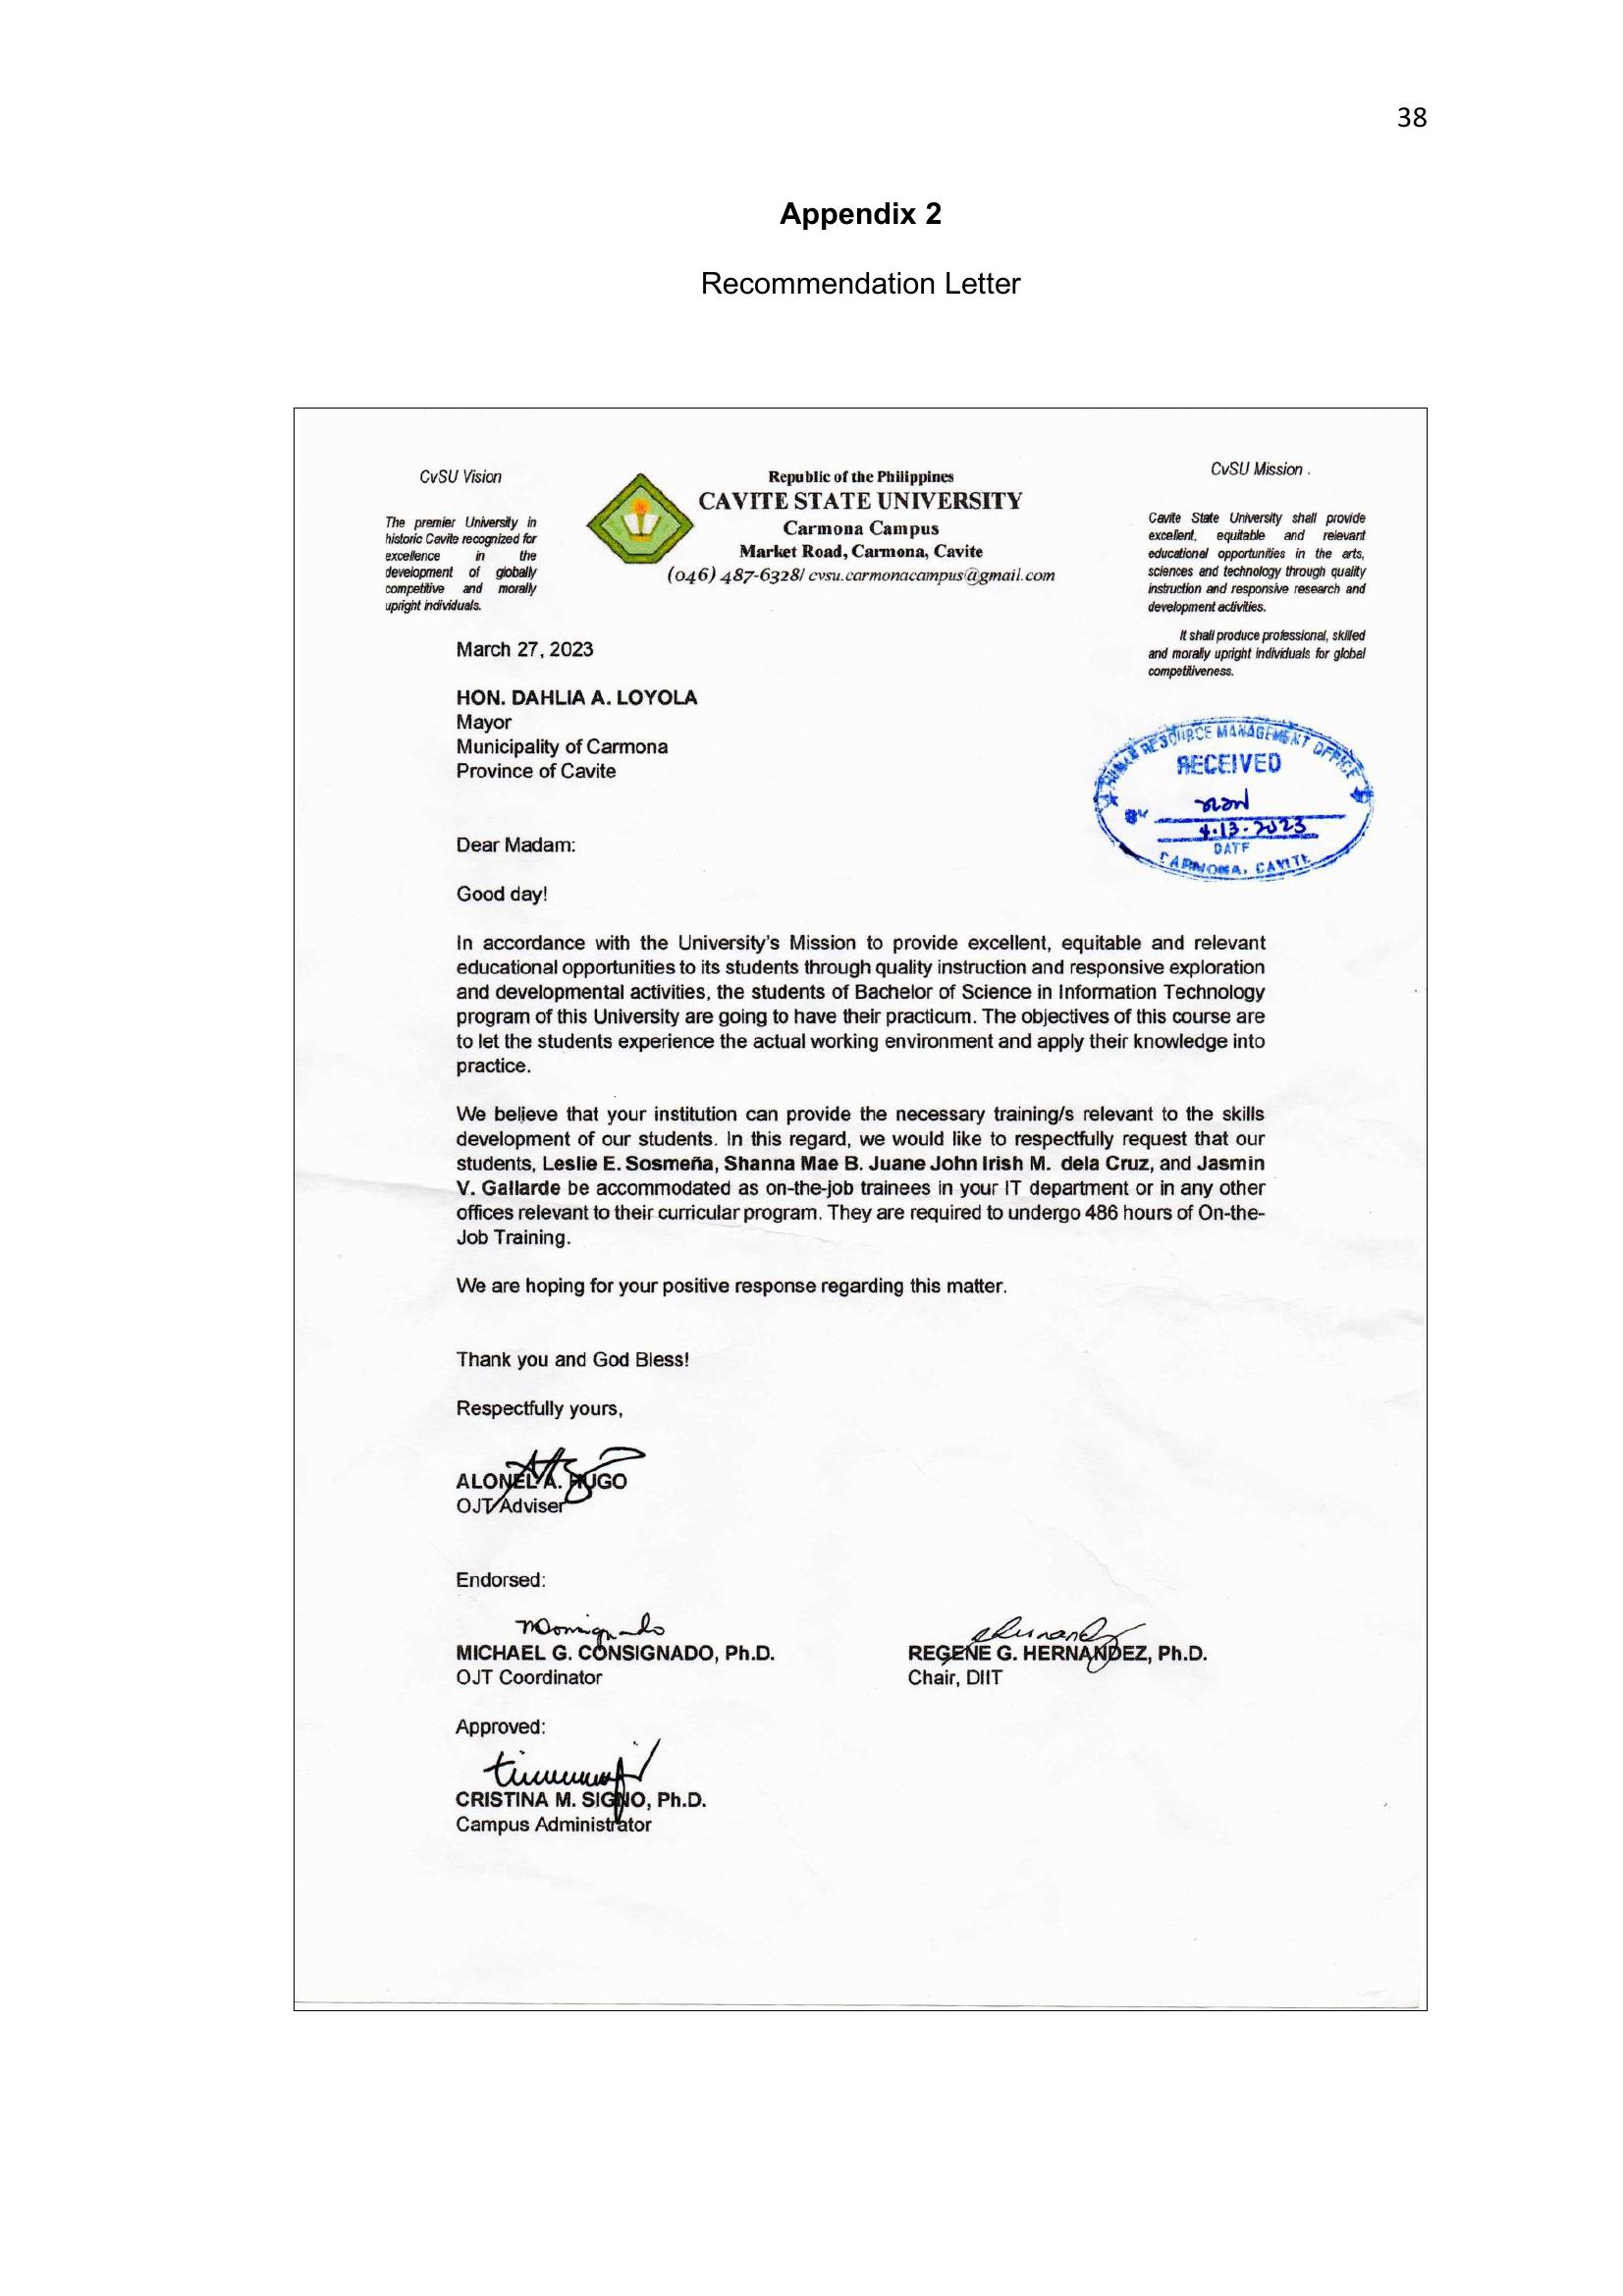 38
Appendix 2
Recommendation Letter
CvSU Vision
The premier University in
historic Cavite recognized for
excellence in the
development of globally
competitive and morally
upright individuals.
Republic of the Philippines
CAVITE STATE UNIVERSITY
Carmona Campus
Market Road, Carmona, Cavite
(046) 487-6328/ cvsu.carmonacampus@gmail.com
CvSU Mission .
Cavite State University shall provide
excellent, equitable and relevant
educational opportunities in the arts,
sciences and technology through quality
instruction and responsive research and
development activities.
It shall produce professional, skilled
and morally upright individuals for global
competitiveness.
March 27, 2023
HON. DAHLIA A. LOYOLA
Mayor
Municipality of Carmona
Province of Cavite
HUMAN RESOURCE MANAGEMENT OFFICE
RECEIVED
BY
4.13.2023
DATE
CARMONA, CAVITE
Dear Madam:
Good day!
In accordance with the University's Mission to provide excellent, equitable and relevant
educational opportunities to its students through quality instruction and responsive exploration
and developmental activities, the students of Bachelor of Science in Information Technology
program of this University are going to have their practicum. The objectives of this course are
to let the students experience the actual working environment and apply their knowledge into
practice.
We believe that your institution can provide the necessary training/s relevant to the skills
development of our students. In this regard, we would like to respectfully request that our
students, Leslie E. Sosmeña, Shanna Mae B. Juane John Irish M. dela Cruz, and Jasmin
V. Gallarde be accommodated as on-the-job trainees in your IT department or in any other
offices relevant to their curricular program. They are required to undergo 486 hours of On-the-
Job Training.
We are hoping for your positive response regarding this matter.
Thank you and God Bless!
Respectfully yours,
ALONEL A. HUGO
OJT Adviser
Endorsed:
MICHAEL G. CONSIGNADO, Ph.D.
OJT Coordinator
REGENE G. HERNANDEZ, Ph.D.
Chair, DIIT
Approved:
CRISTINA M. SIGNO, Ph.D.
Campus Administrator